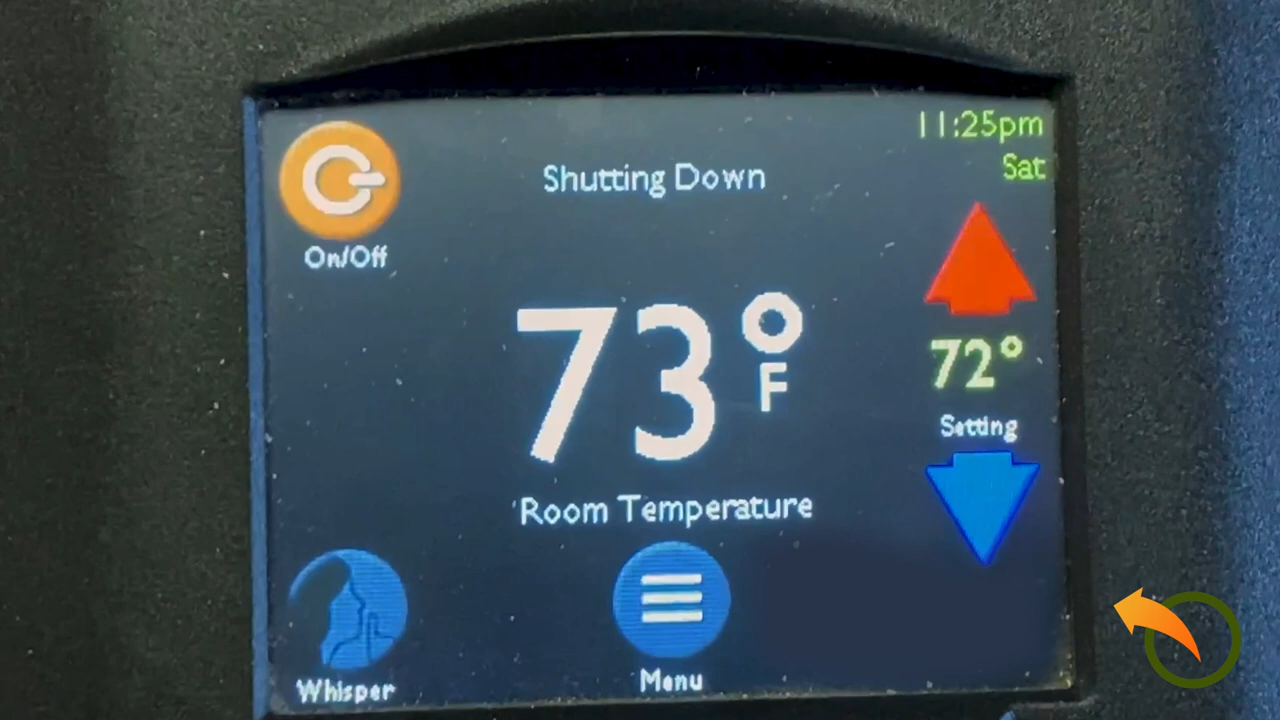 11:25pm
Sat
Shutting Down
On/Off
73°F
72°
Setting
Room Temperature
Whisper
Menu